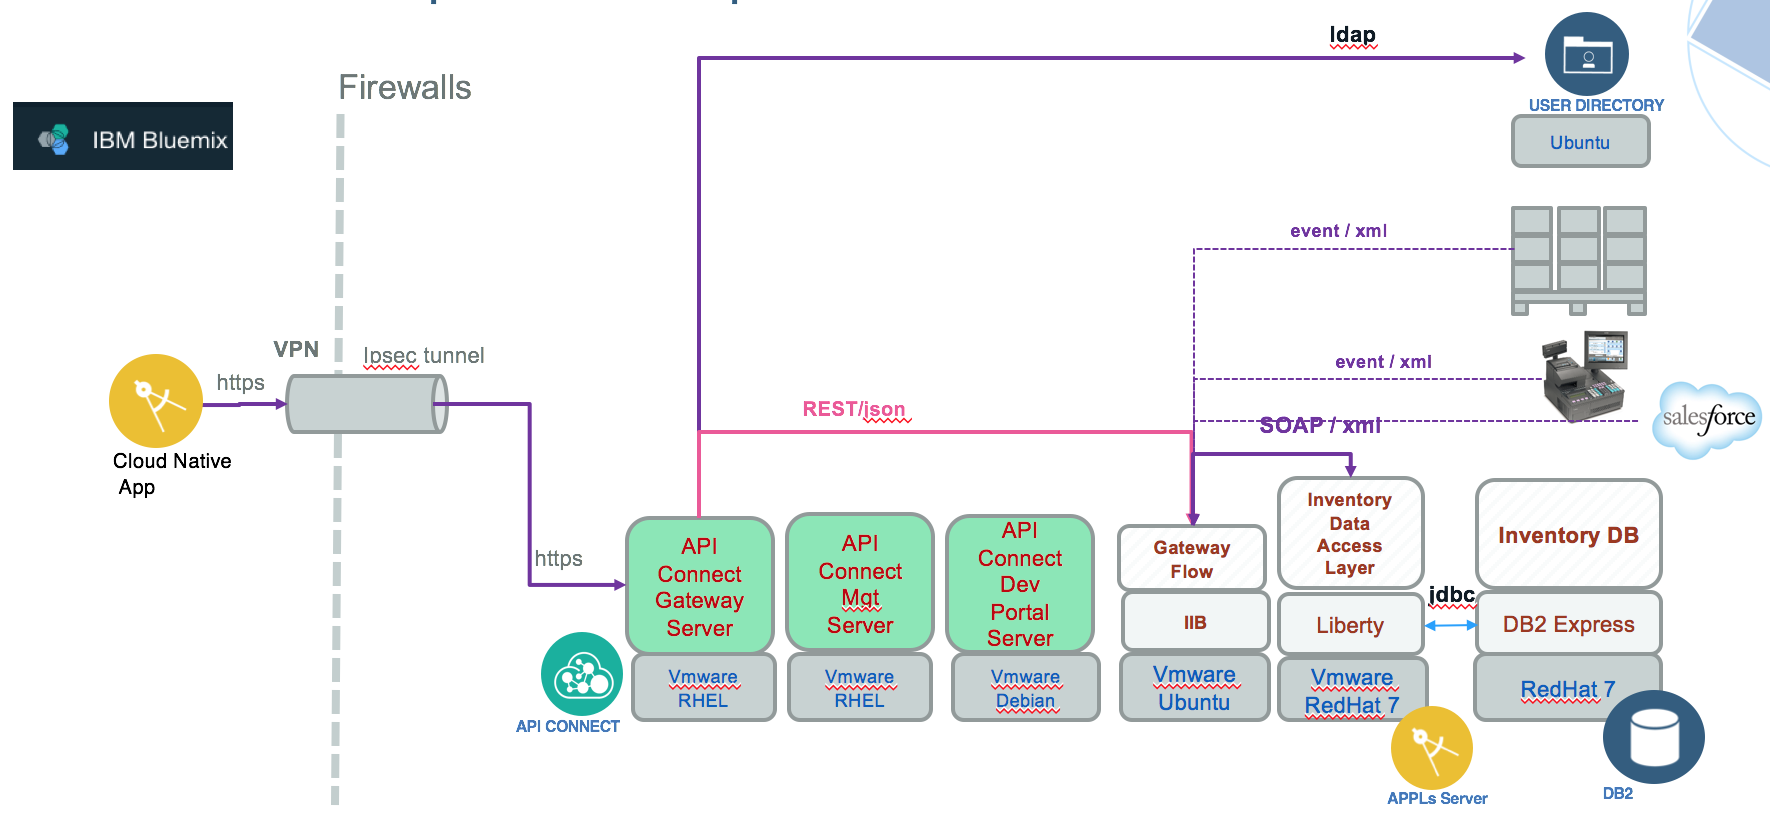 ldap
USER DIRECTORY
Ubuntu
Firewalls
IBM Bluemix
event / xml
VPN
Ipsec tunnel
https
event / xml
REST/json
SOAP / xml
salesforce
Cloud Native
App
https
API
Connect
Gateway
Server
API
Connect
Mgt
Server
API
Connect
Dev
Portal
Server
Gateway
Flow
Inventory
Data
Access
Layer
Inventory DB
IIB
Liberty
jdbc
DB2 Express
Vmware
RHEL
Vmware
RHEL
Vmware
Debian
Vmware
Ubuntu
Vmware
RedHat 7
RedHat 7
API CONNECT
APPLs Server
DB2